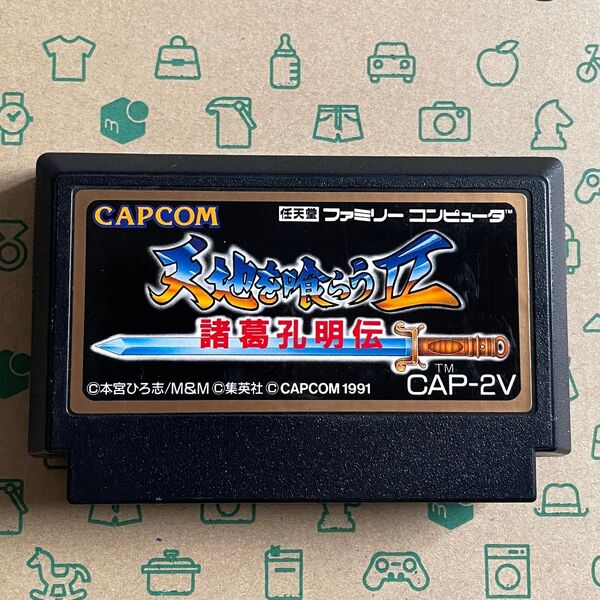 CAPCOM
任天堂 ファミリー コンピュータ™
天地を喰らうII
諸葛孔明伝
©本宮ひろ志/M&M ©集英社 ©CAPCOM 1991
TM
CAP-2V